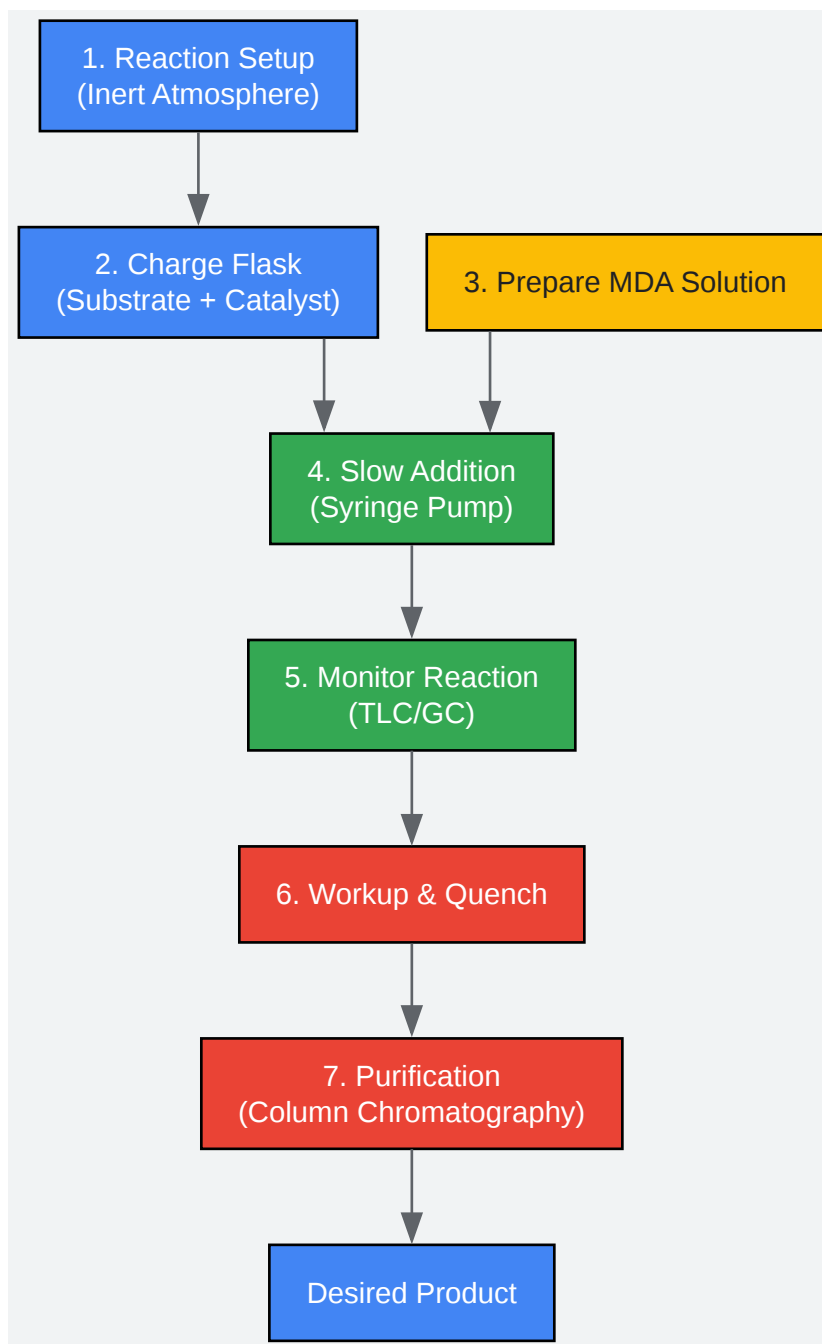 1. Reaction Setup
(Inert Atmosphere)
2. Charge Flask
(Substrate + Catalyst)
3. Prepare MDA Solution
4. Slow Addition
(Syringe Pump)
5. Monitor Reaction
(TLC/GC)
6. Workup & Quench
7. Purification
(Column Chromatography)
Desired Product